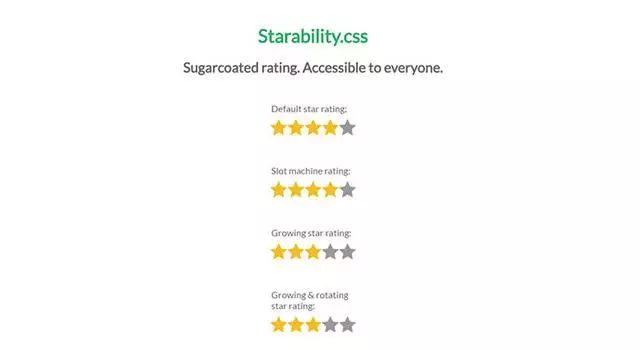 Starability.css
Sugarcoated rating. Accessible to everyone.
Default star rating:
Slot machine rating:
Growing star rating:
Growing & rotating
star rating: